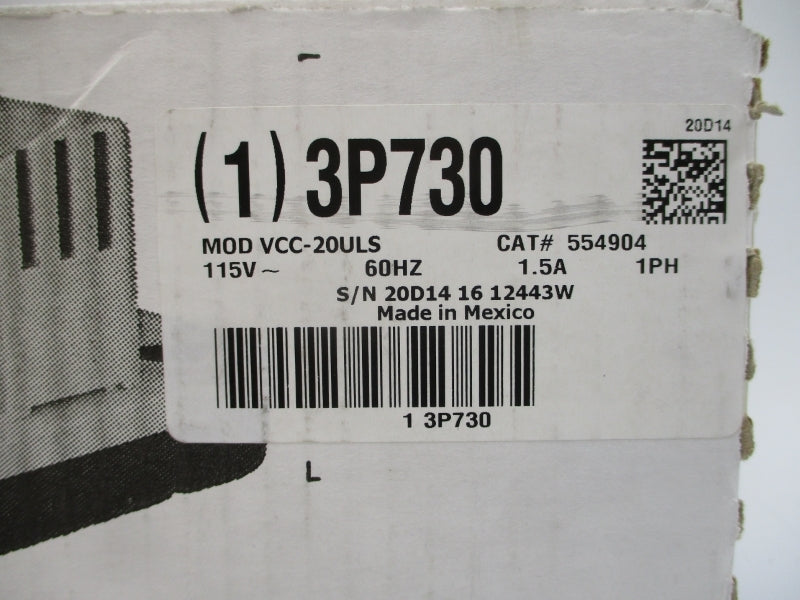 20D14
(1) 3P730
MOD VCC-20ULS CAT# 554904
115V~ 60HZ 1.5A 1PH
S/N 20D14 16 12443W
Made in Mexico
1 3P730
L